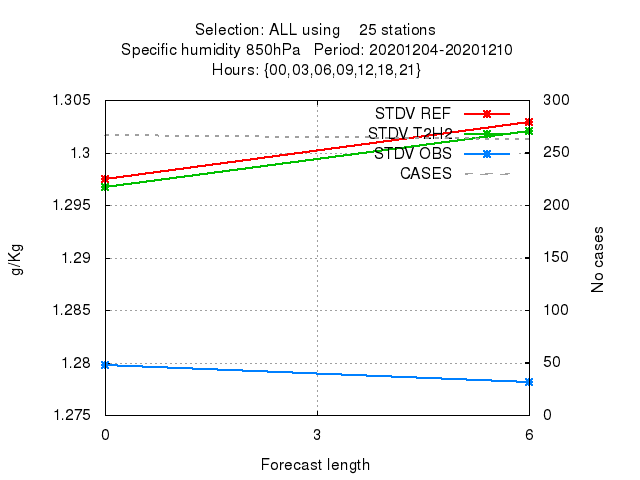 Selection: ALL using 25 stations
Specific humidity 850hPa Period: 20201204-20201210
Hours: {00,03,06,09,12,18,21}
1.305
1.3
1.295
1.29
1.285
1.28
1.275
300
250
200
150
100
50
0
STDV REF
STDV T2H2
STDV OBS
CASES
g/Kg
No cases
0
3
6
Forecast length